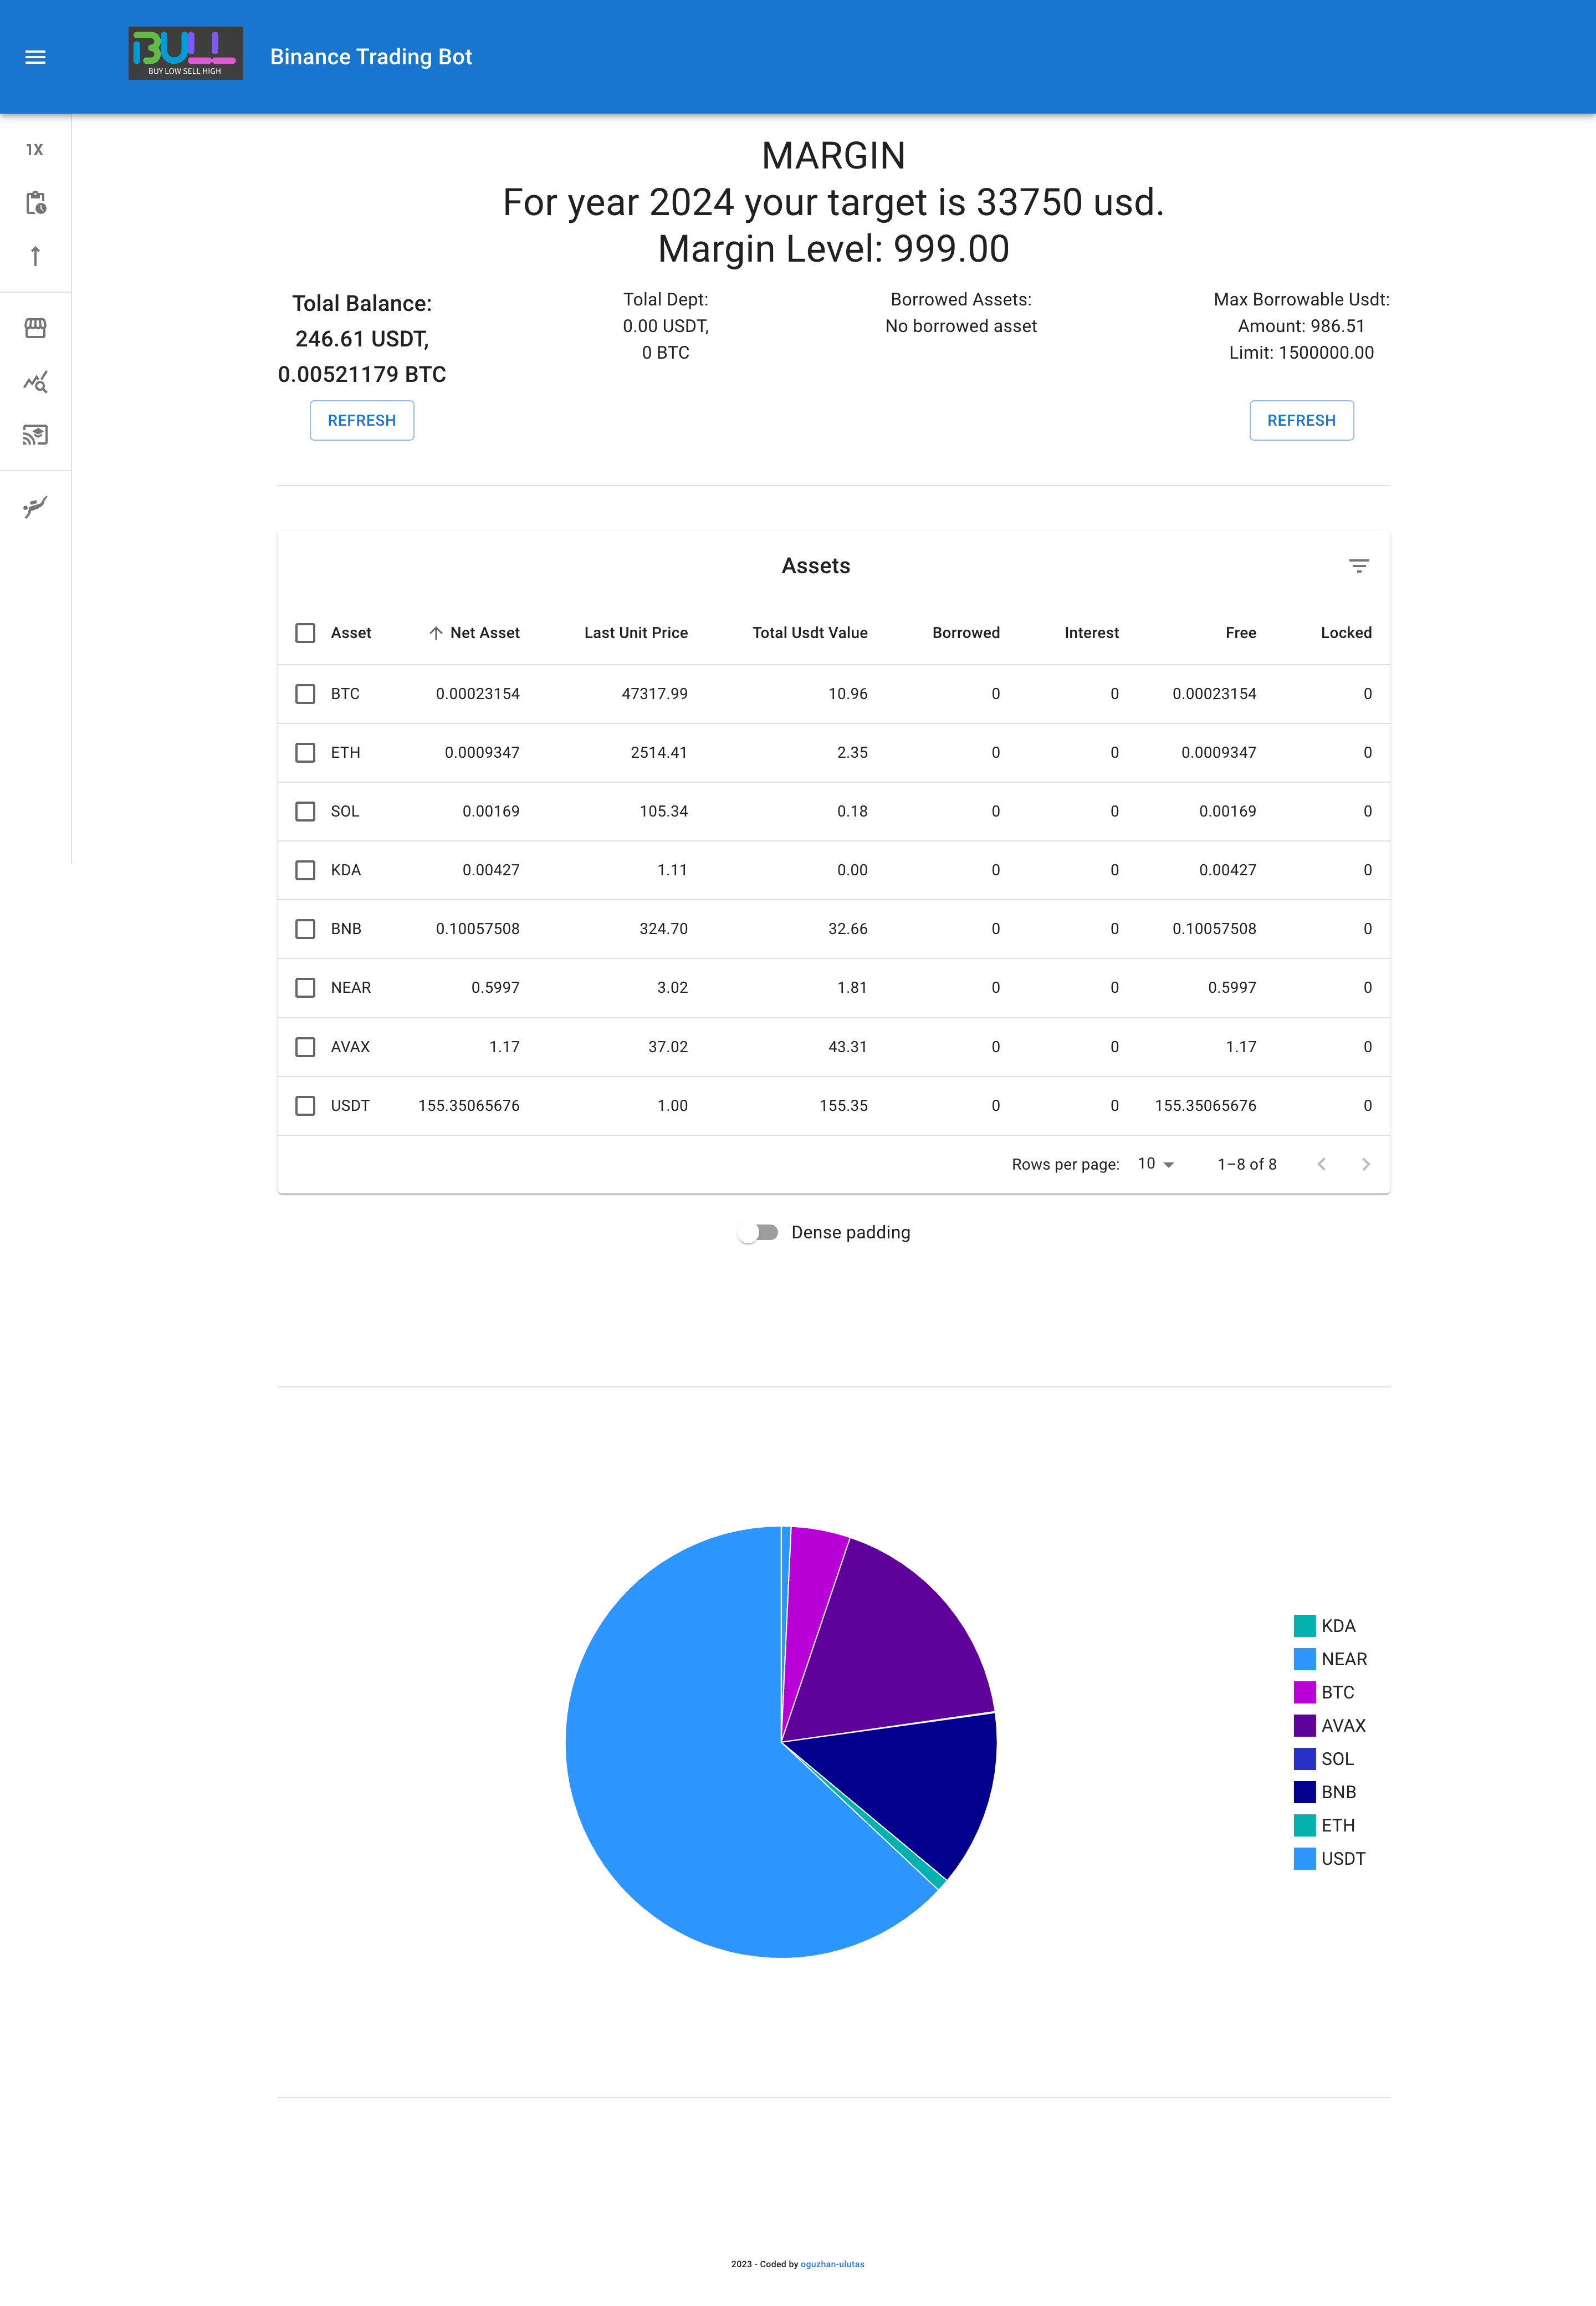 BULL
BUY LOW SELL HIGH
Binance Trading Bot
1X
MARGIN
For year 2024 your target is 33750 usd.
Margin Level: 999.00
Tolal Balance:
246.61 USDT,
0.00521179 BTC
REFRESH
Tolal Dept:
0.00 USDT,
0 BTC
Borrowed Assets:
No borrowed asset
Max Borrowable Usdt:
Amount: 986.51
Limit: 1500000.00
REFRESH
Assets
Asset Net Asset Last Unit Price Total Usdt Value Borrowed Interest Free Locked
BTC 0.00023154 47317.99 10.96 0 0 0.00023154 0
ETH 0.0009347 2514.41 2.35 0 0 0.0009347 0
SOL 0.00169 105.34 0.18 0 0 0.00169 0
KDA 0.00427 1.11 0.00 0 0 0.00427 0
BNB 0.10057508 324.70 32.66 0 0 0.10057508 0
NEAR 0.5997 3.02 1.81 0 0 0.5997 0
AVAX 1.17 37.02 43.31 0 0 1.17 0
USDT 155.35065676 1.00 155.35 0 0 155.35065676 0
Rows per page: 10 1–8 of 8
Dense padding
KDA
NEAR
BTC
AVAX
SOL
BNB
ETH
USDT
2023 - Coded by oguzhan-ulutas